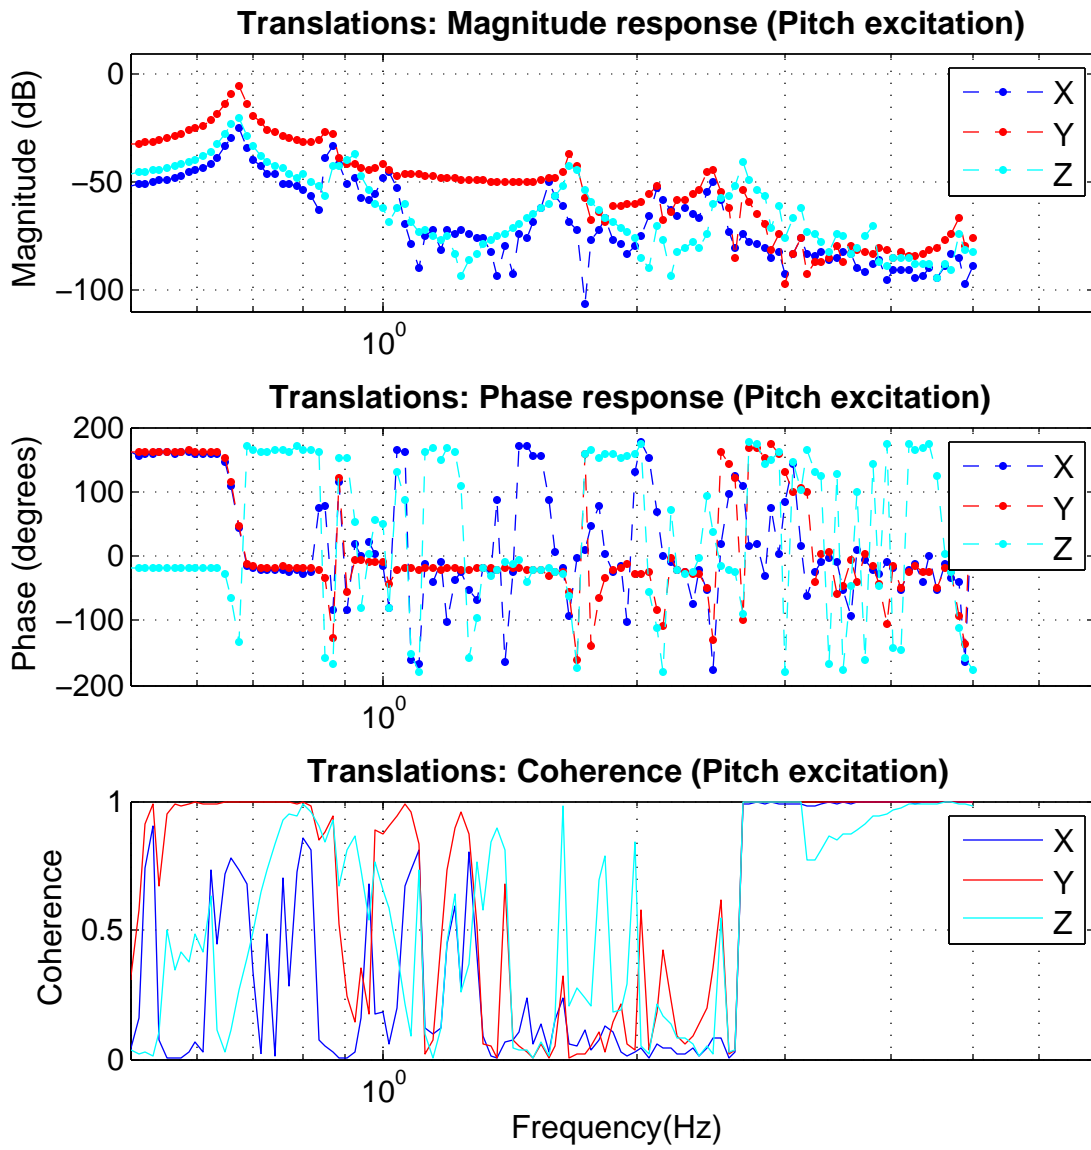 Translations: Magnitude response (Pitch excitation)
Magnitude (dB)
0
−50
−100
X
Y
Z
10^0
Translations: Phase response (Pitch excitation)
Phase (degrees)
200
100
0
−100
−200
X
Y
Z
10^0
Translations: Coherence (Pitch excitation)
Coherence
1
0.5
0
X
Y
Z
10^0
Frequency(Hz)